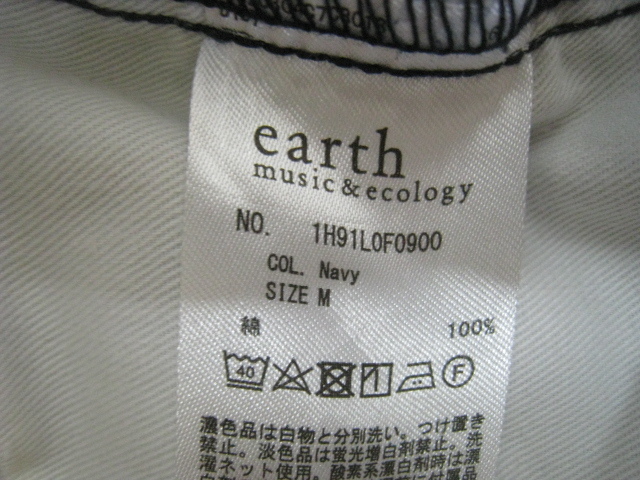 earth
music&ecology
NO. 1H91L0F0900
COL. Navy
SIZE M
綿 100%
40 F
濃色品は白物と分別洗い。つけ置き
禁止。淡色品は蛍光増白剤禁止。洗
濯ネット使用。酸素系漂白剤時は